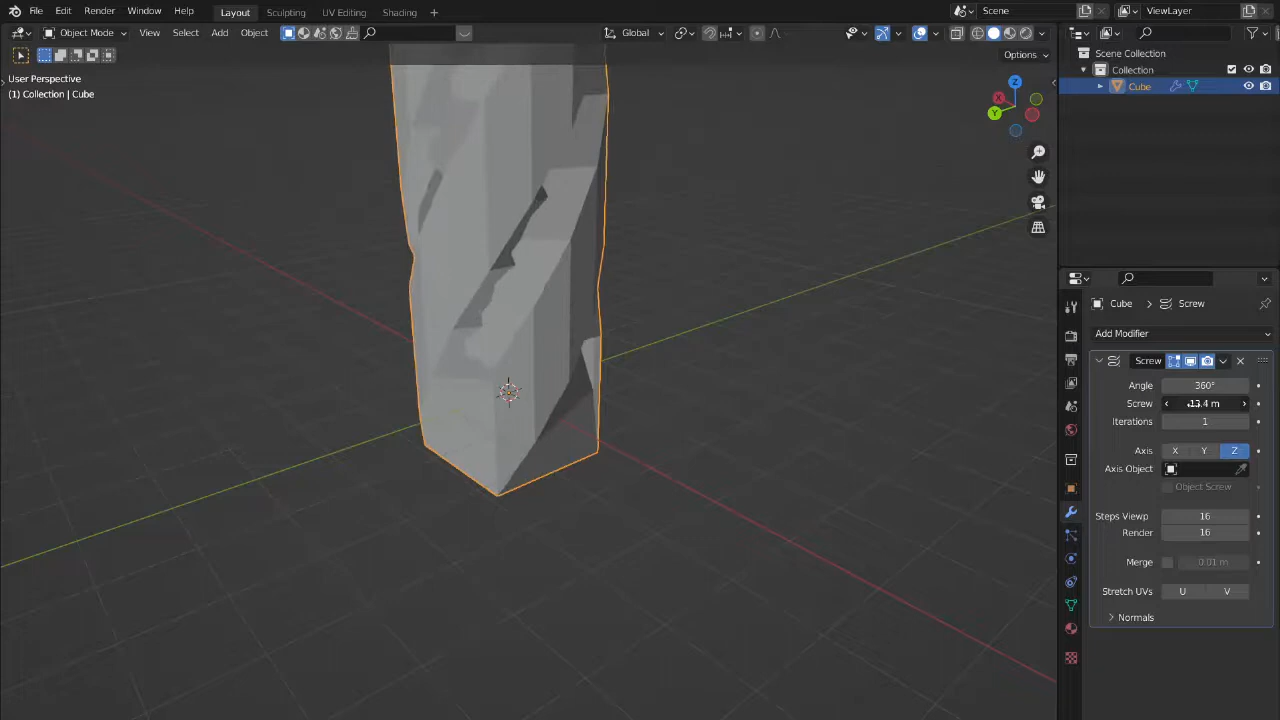 File Edit Render Window Help Layout Sculpting UV Editing Shading + Scene ViewLayer
Object Mode View Select Add Object Global
Options
User Perspective
(1) Collection | Cube
Z
X
Y
Scene Collection
Collection
Cube
Cube > Screw
Add Modifier
Screw
Angle 360°
Screw 13.4 m
Iterations 1
Axis X Y Z
Axis Object
Object Screw
Steps Viewp 16
Render 16
Merge 0.01 m
Stretch UVs U V
Normals